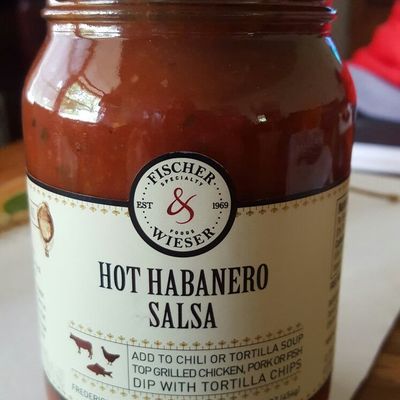 FISCHER
SPECIALTY
EST & 1969
FOODS
WIESER
HOT HABANERO
SALSA
ADD TO CHILI OR TORTILLA SOUP
TOP GRILLED CHICKEN, PORK OR FISH
DIP WITH TORTILLA CHIPS